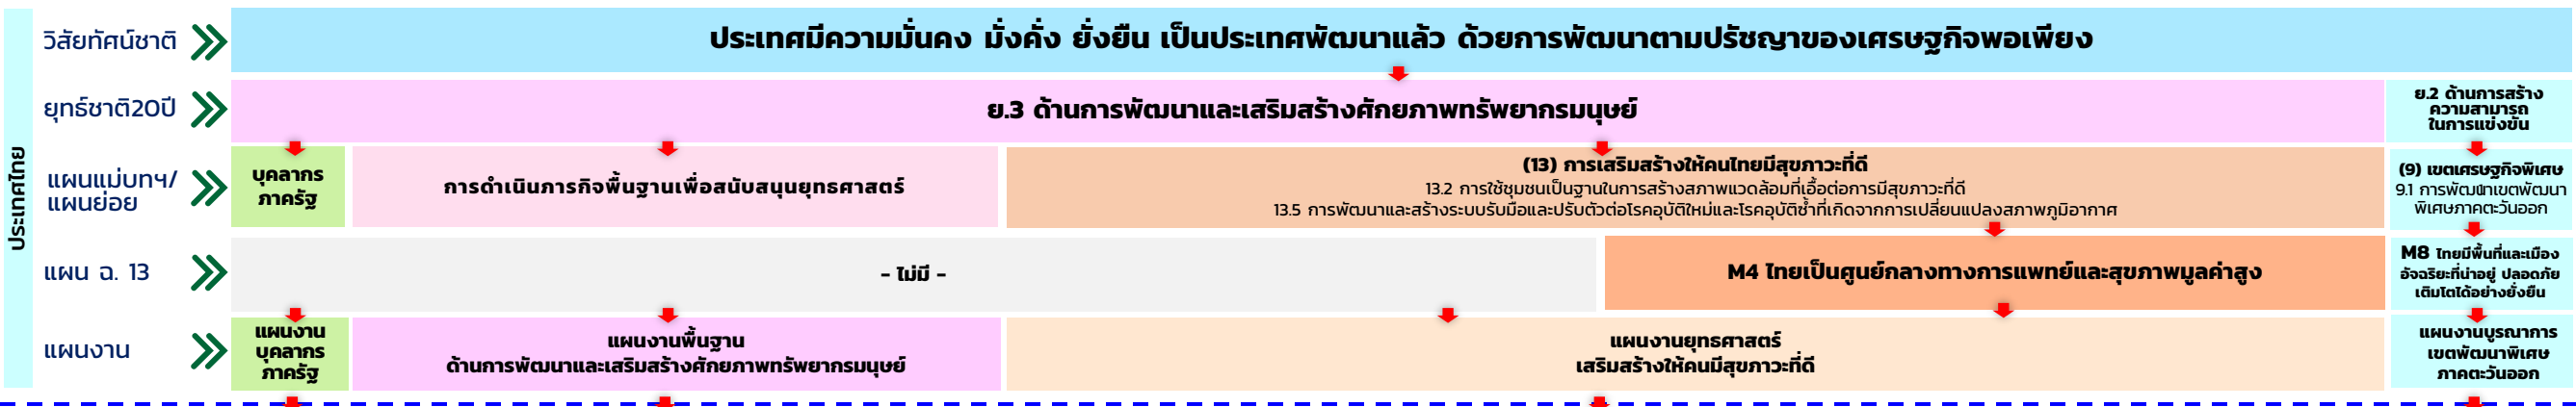 ประเทศไทย
วิสัยทัศน์ชาติ
ประเทศมีความมั่นคง มั่งคั่ง ยั่งยืน เป็นประเทศพัฒนาแล้ว ด้วยการพัฒนาตามปรัชญาของเศรษฐกิจพอเพียง
ยุทธ์ชาติ20ปี
ย.3 ด้านการพัฒนาและเสริมสร้างศักยภาพทรัพยากรมนุษย์
ย.2 ด้านการสร้าง
ความสามารถ
ในการแข่งขัน
แผนแม่บทฯ/
แผนย่อย
บุคลากร
ภาครัฐ
การดำเนินภารกิจพื้นฐานเพื่อสนับสนุนยุทธศาสตร์
(13) การเสริมสร้างให้คนไทยมีสุขภาวะที่ดี
13.2 การใช้ชุมชนเป็นฐานในการสร้างสภาพแวดล้อมที่เอื้อต่อการมีสุขภาวะที่ดี
13.5 การพัฒนาและสร้างระบบรับมือและปรับตัวต่อโรคอุบัติใหม่และโรคอุบัติซ้ำที่เกิดจากการเปลี่ยนแปลงสภาพภูมิอากาศ
(9) เขตเศรษฐกิจพิเศษ
9.1 การพัฒนาเขตพัฒนา
พิเศษภาคตะวันออก
แผน ฉ. 13
- ไม่มี -
M4 ไทยเป็นศูนย์กลางทางการแพทย์และสุขภาพมูลค่าสูง
M8 ไทยมีพื้นที่และเมือง
อัจฉริยะที่น่าอยู่ ปลอดภัย
เติมโตได้อย่างยั่งยืน
แผนงาน
แผนงาน
บุคลากร
ภาครัฐ
แผนงานพื้นฐาน
ด้านการพัฒนาและเสริมสร้างศักยภาพทรัพยากรมนุษย์
แผนงานยุทธศาสตร์
เสริมสร้างให้คนมีสุขภาวะที่ดี
แผนงานบูรณาการ
เขตพัฒนาพิเศษ
ภาคตะวันออก